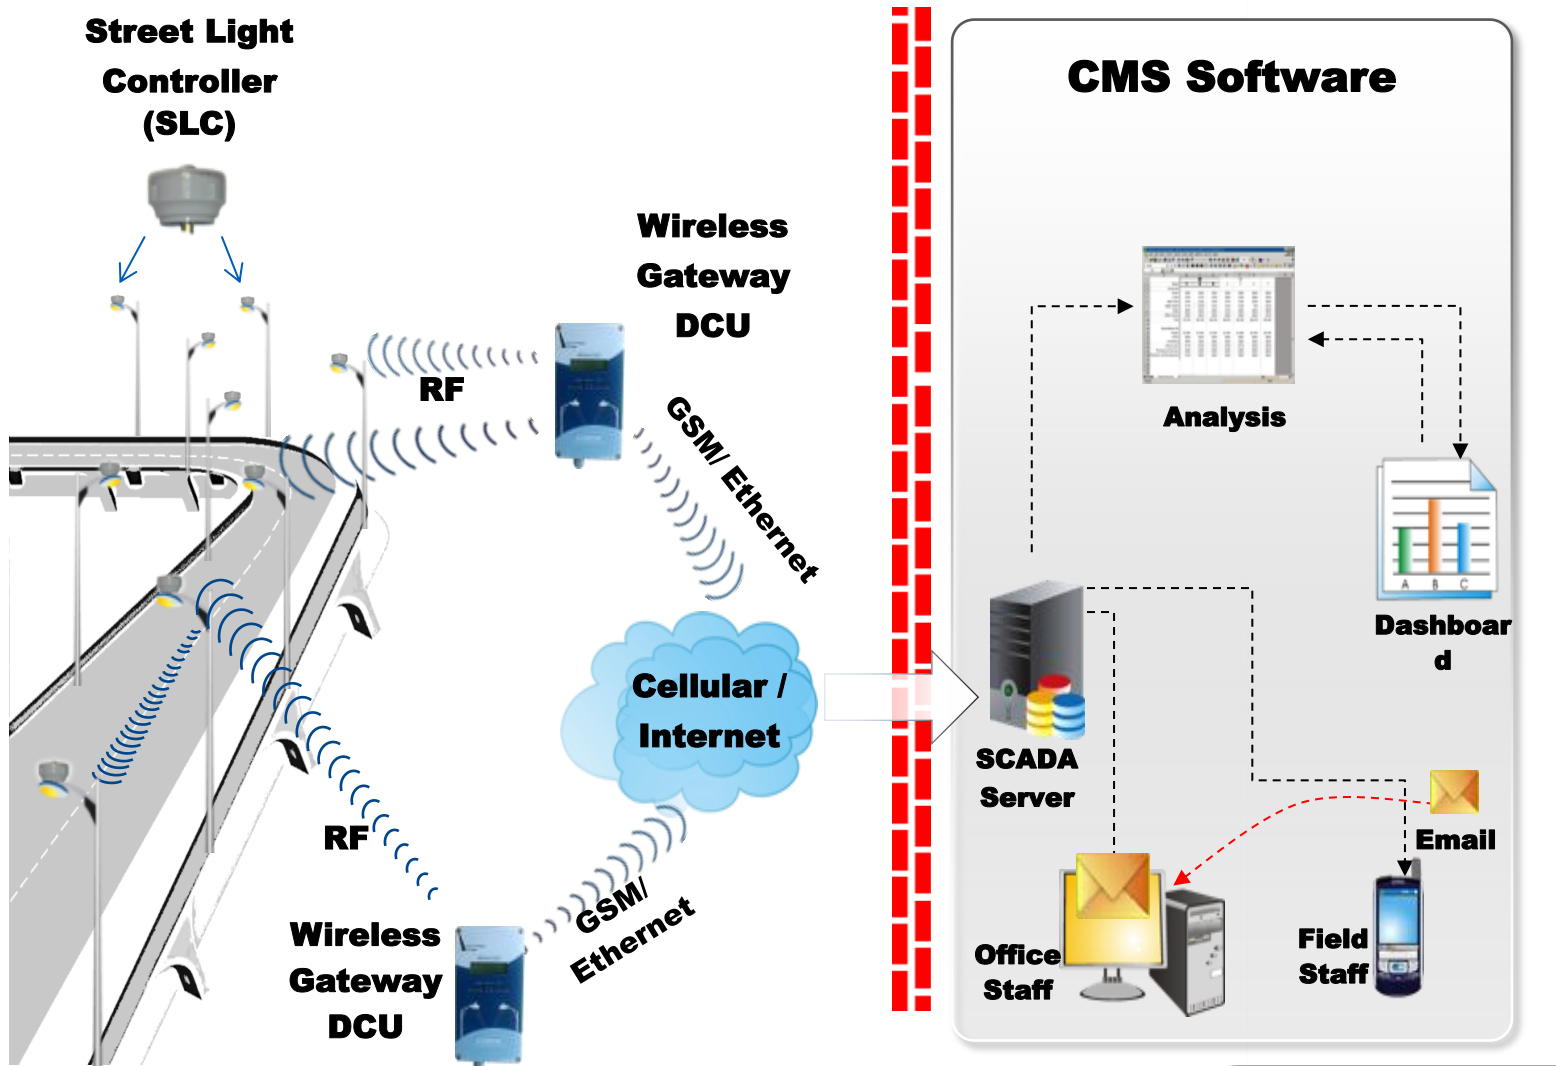 Street Light
Controller
(SLC)
Wireless
Gateway
DCU
RF
GSM/ Ethernet
Cellular /
Internet
RF
GSM/
Ethernet
Wireless
Gateway
DCU
CMS Software
Analysis
A B C
Dashboar
d
SCADA
Server
Email
Office
Staff
Field
Staff